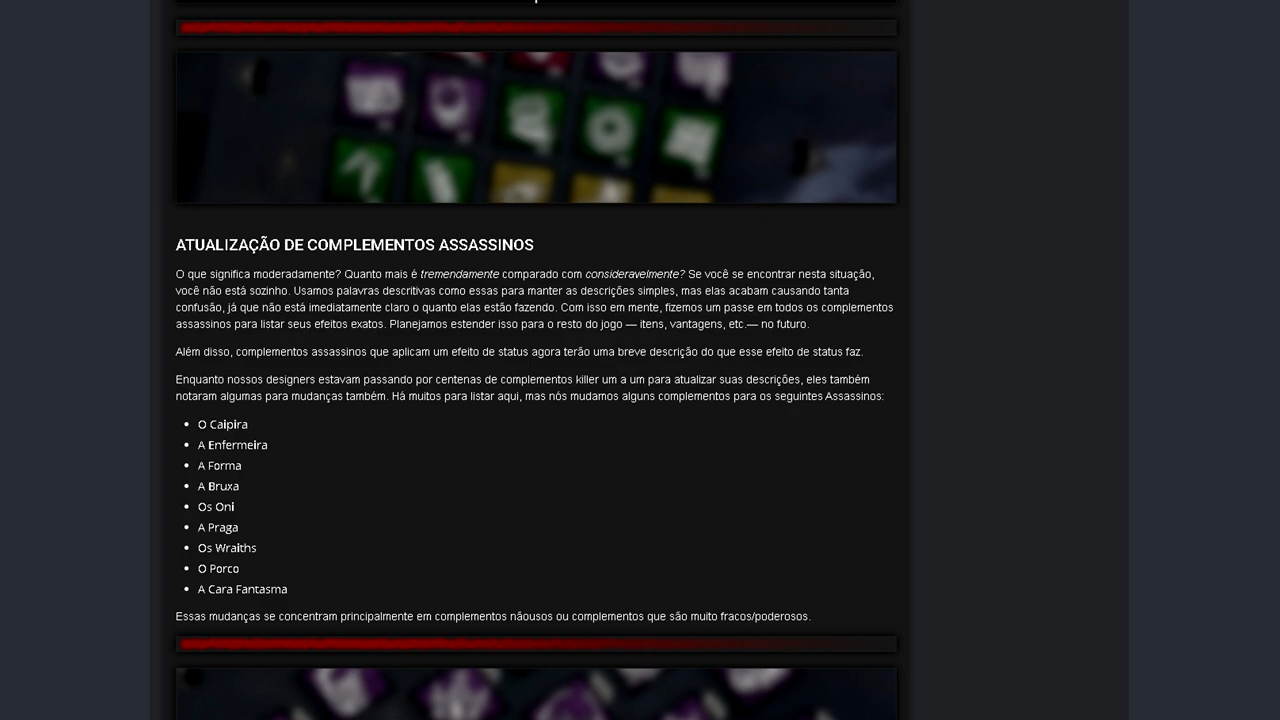 ATUALIZAÇÃO DE COMPLEMENTOS ASSASSINOS
O que significa moderadamente? Quanto mais é tremendamente comparado com consideravelmente? Se você se encontrar nesta situação,
você não está sozinho. Usamos palavras descritivas como essas para manter as descrições simples, mas elas acabam causando tanta
confusão, já que não está imediatamente claro o quanto elas estão fazendo. Com isso em mente, fizemos um passe em todos os complementos
assassinos para listar seus efeitos exatos. Planejamos estender isso para o resto do jogo — itens, vantagens, etc.— no futuro.
Além disso, complementos assassinos que aplicam um efeito de status agora terão uma breve descrição do que esse efeito de status faz.
Enquanto nossos designers estavam passando por centenas de complementos killer um a um para atualizar suas descrições, eles também
notaram algumas para mudanças também. Há muitos para listar aqui, mas nós mudamos alguns complementos para os seguintes Assassinos:
• O Caipira
• A Enfermeira
• A Forma
• A Bruxa
• Os Oni
• A Praga
• Os Wraiths
• O Porco
• A Cara Fantasma
Essas mudanças se concentram principalmente em complementos nãousos ou complementos que são muito fracos/poderosos.